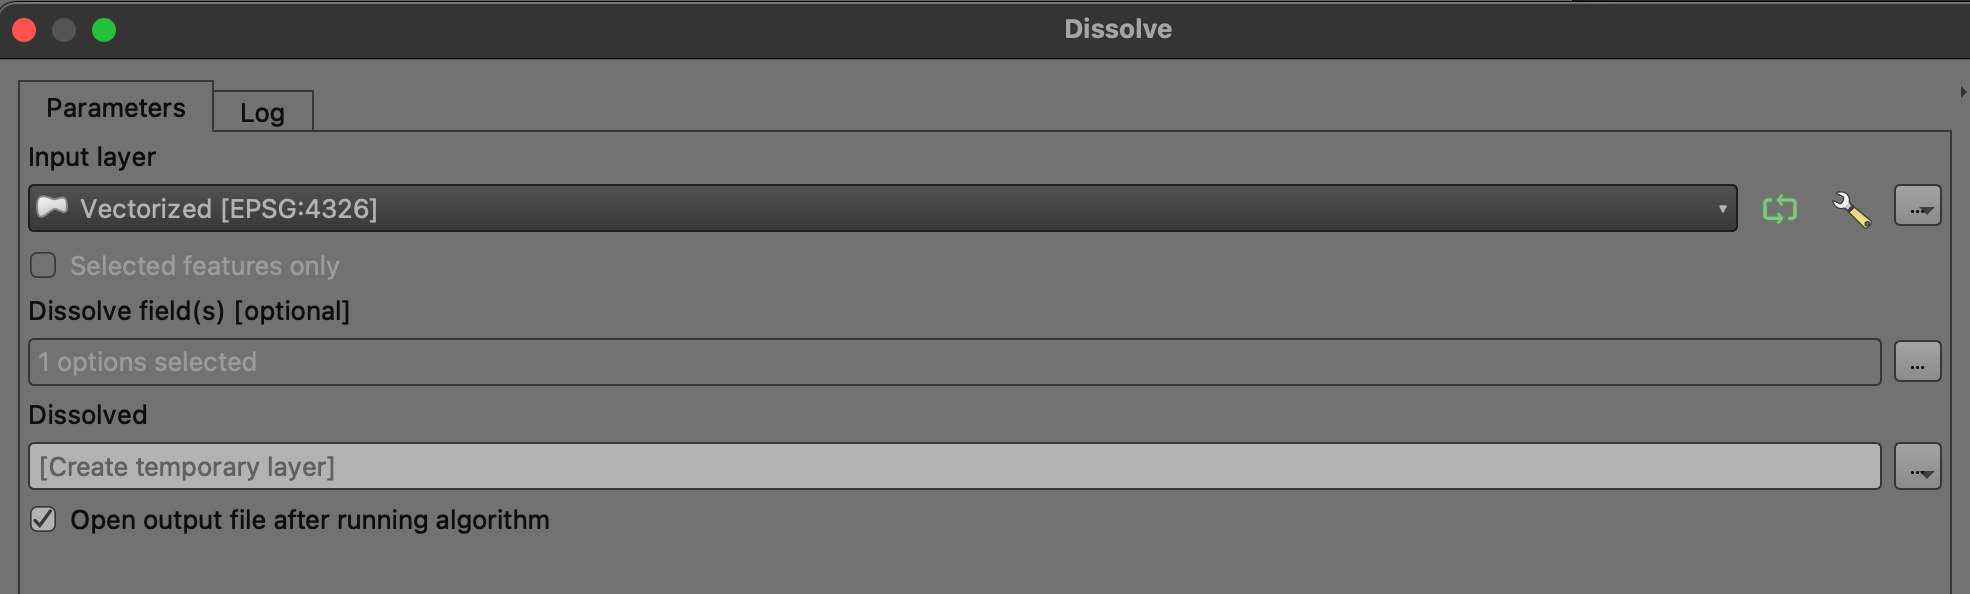 Dissolve
Parameters
Log
Input layer
Vectorized [EPSG:4326]
...
Selected features only
Dissolve field(s) [optional]
1 options selected
...
Dissolved
[Create temporary layer]
...
Open output file after running algorithm